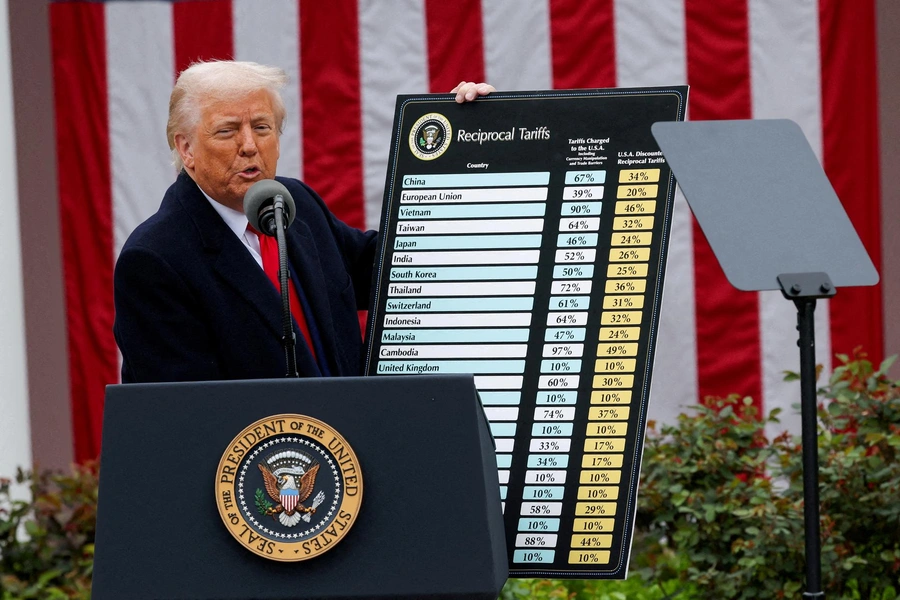 Reciprocal Tariffs
Country
Tariffs Charged
to the U.S.A.
Including
Currency Manipulation
and Trade Barriers
U.S.A. Discounte
Reciprocal Tariffs
China 67% 34%
European Union 39% 20%
Vietnam 90% 46%
Taiwan 64% 32%
Japan 46% 24%
India 52% 26%
South Korea 50% 25%
Thailand 72% 36%
Switzerland 61% 31%
Indonesia 64% 32%
Malaysia 47% 24%
Cambodia 97% 49%
United Kingdom 10% 10%
60% 30%
10% 10%
74% 37%
10% 10%
33% 17%
34% 17%
10% 10%
10% 10%
58% 29%
10% 10%
88% 44%
10% 10%
SEAL OF THE PRESIDENT OF THE UNITED STATES